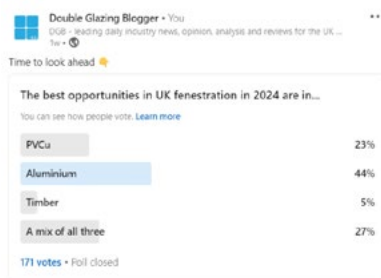 Double Glazing Blogger • You
DGB - leading daily industry news, opinion, analysis and reviews for the UK ...
1w •
Time to look ahead 👇
The best opportunities in UK fenestration in 2024 are in...
You can see how people vote. Learn more
PVCu 23%
Aluminium 44%
Timber 5%
A mix of all three 27%
171 votes • Poll closed